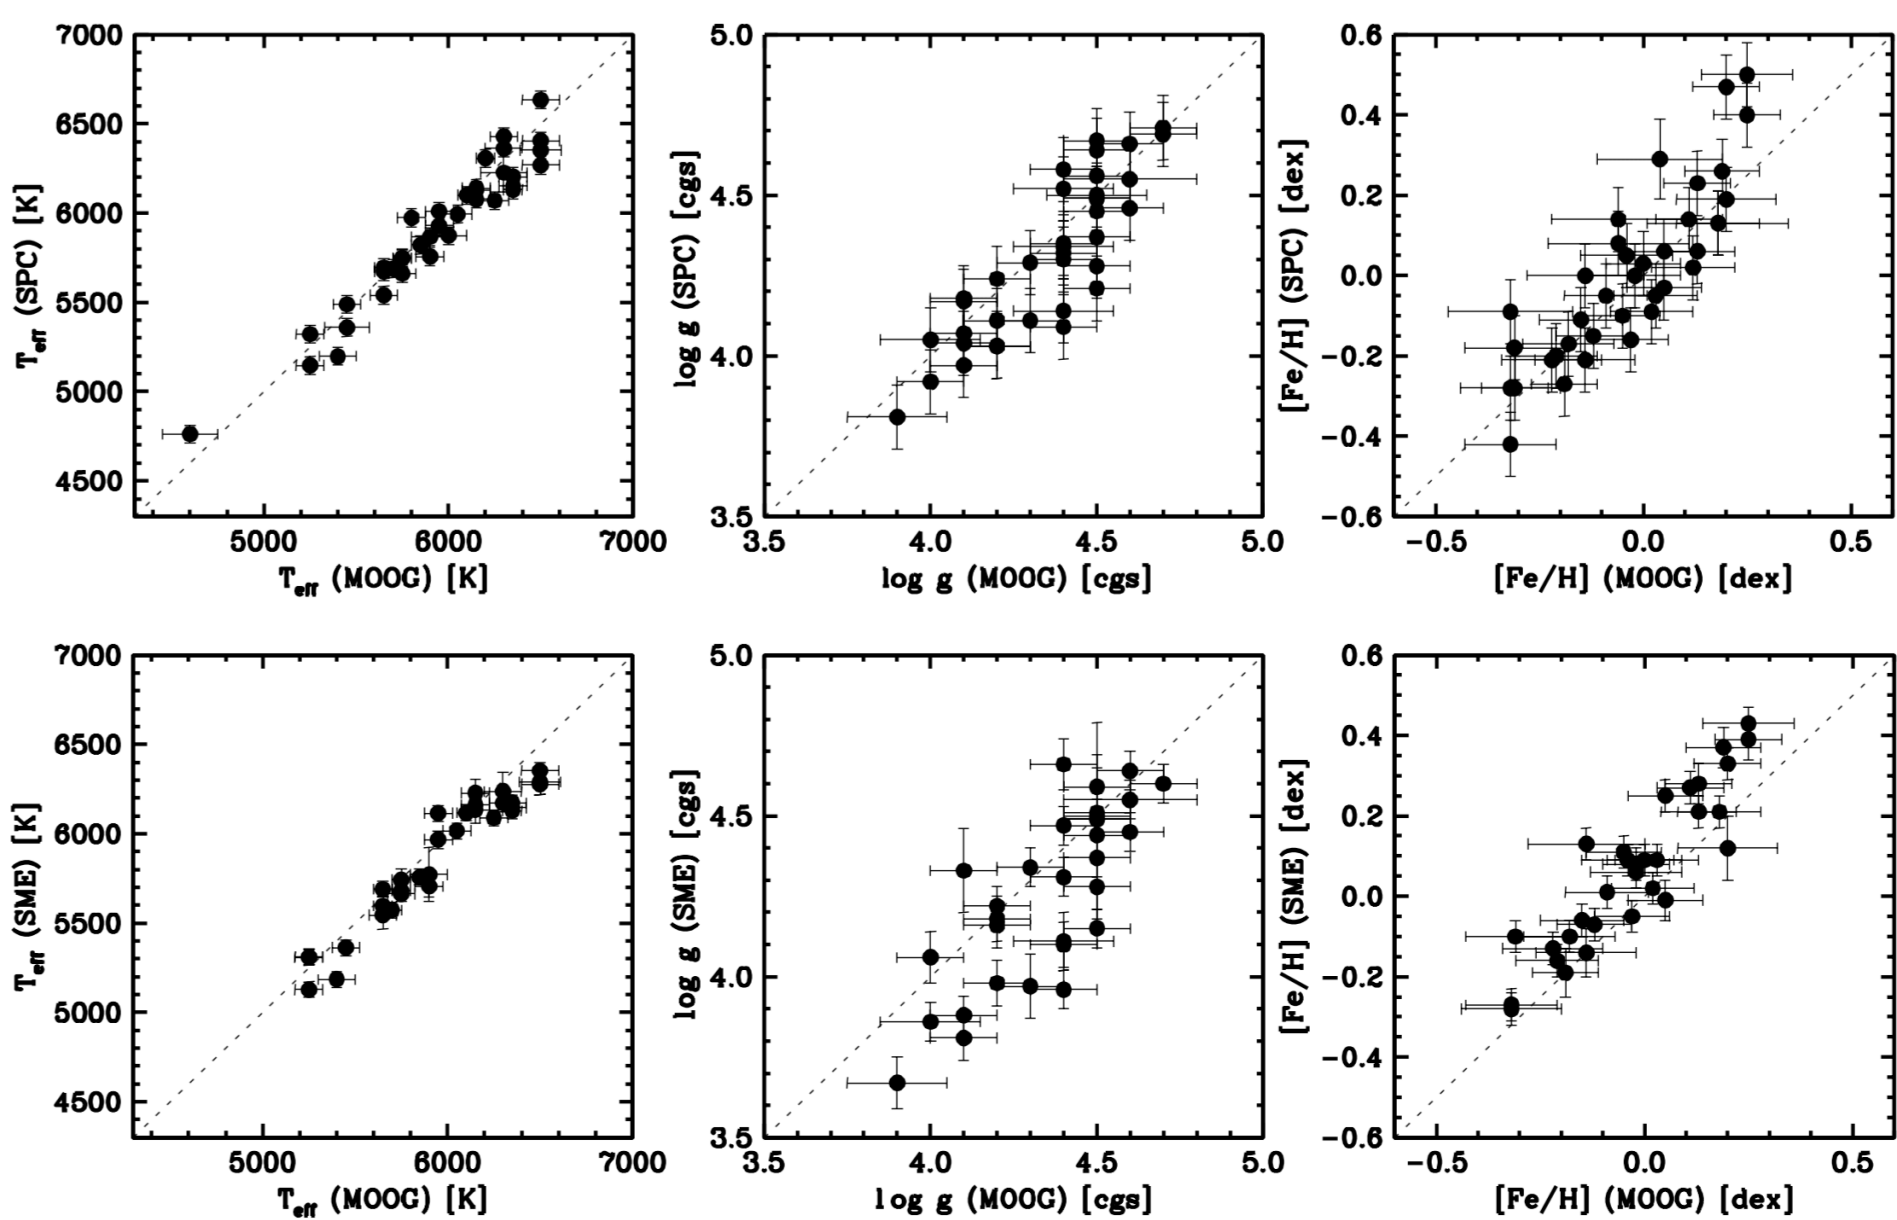 7000
6500
6000
5500
5000
4500
Teff (SPC) [K]
5000 6000 7000
Teff (MOOG) [K]
5.0
4.5
4.0
3.5
log g (SPC) [cgs]
3.5 4.0 4.5 5.0
log g (MOOG) [cgs]
0.6
0.4
0.2
0.0
−0.2
−0.4
−0.6
[Fe/H] (SPC) [dex]
−0.5 0.0 0.5
[Fe/H] (MOOG) [dex]
7000
6500
6000
5500
5000
4500
Teff (SME) [K]
5000 6000 7000
Teff (MOOG) [K]
5.0
4.5
4.0
3.5
log g (SME) [cgs]
3.5 4.0 4.5 5.0
log g (MOOG) [cgs]
0.6
0.4
0.2
0.0
−0.2
−0.4
−0.6
[Fe/H] (SME) [dex]
−0.5 0.0 0.5
[Fe/H] (MOOG) [dex]